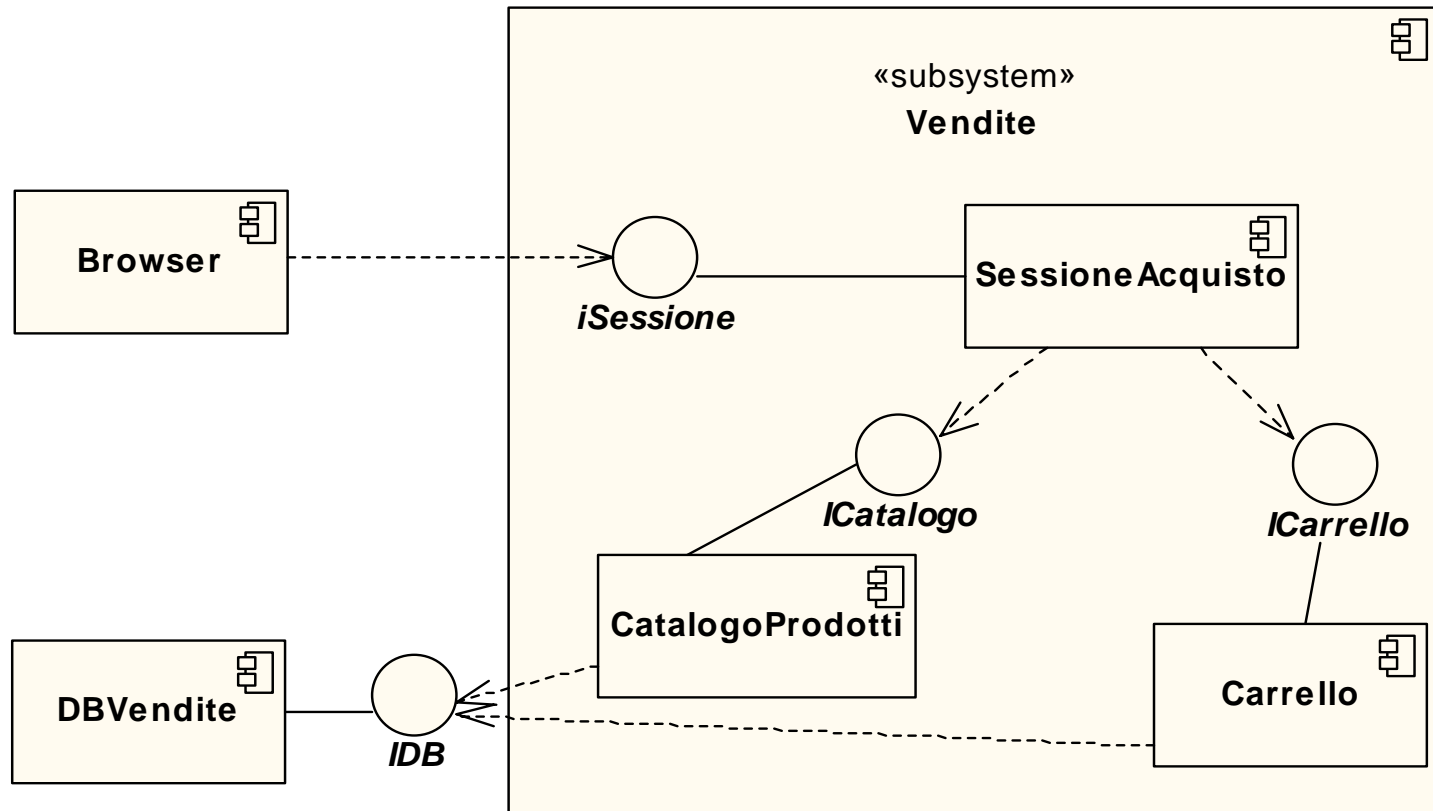 «subsystem»
Vendite
Browser
SessioneAcquisto
iSessione
ICatalogo
ICarrello
CatalogoProdotti
DBVendite
Carrello
IDB